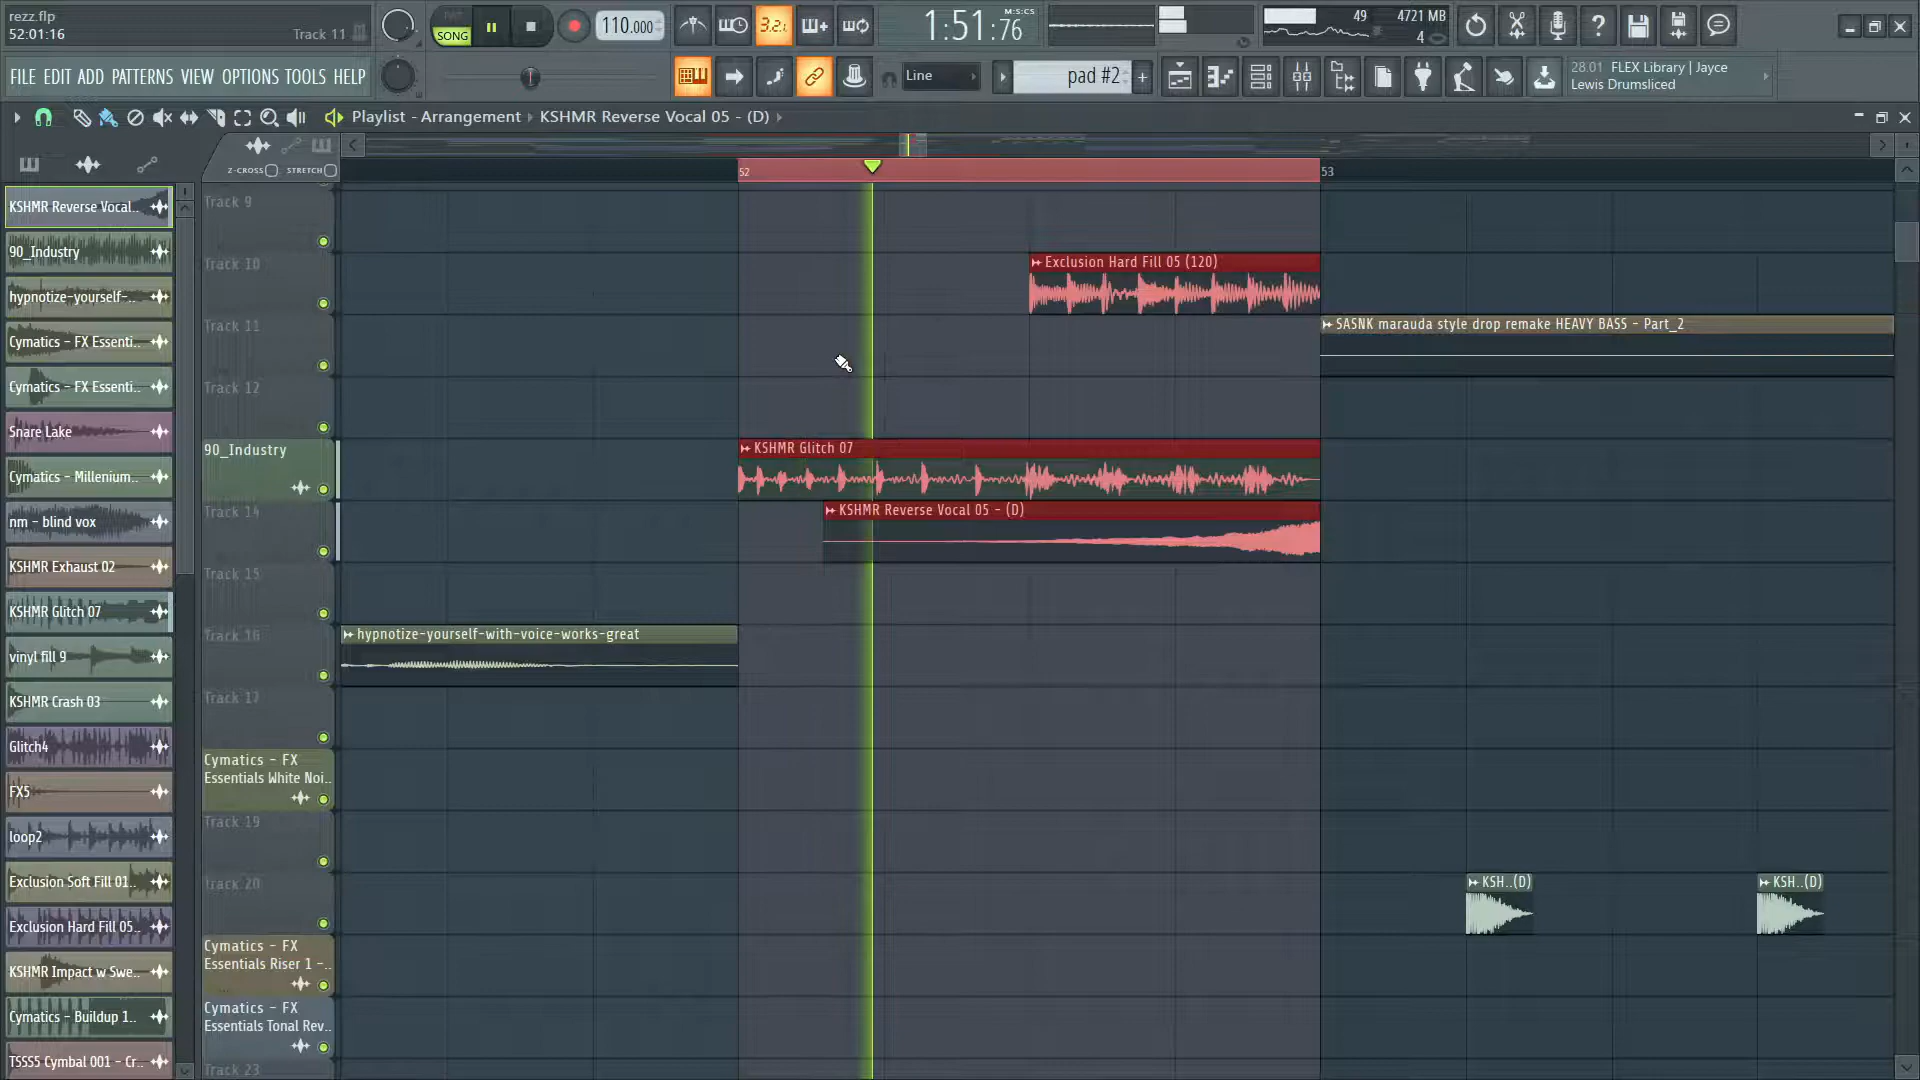 rezz.flp
52:01:16
Track 11
PAT
SONG
110.000
3.2.
1:51:76
M:S:CS
49
4721 MB
4
FILE EDIT ADD PATTERNS VIEW OPTIONS TOOLS HELP
Line
pad #2
28.01 FLEX Library | Jayce
Lewis Drumsliced
Playlist - Arrangement
KSHMR Reverse Vocal 05 - (D)
Z-CROSS
STRETCH
52
53
KSHMR Reverse Vocal..
90_Industry
hypnotize-yourself-..
Cymatics - FX Essenti..
Cymatics - FX Essenti..
Snare Lake
Cymatics - Millenium..
nm - blind vox
KSHMR Exhaust 02
KSHMR Glitch 07
vinyl fill 9
KSHMR Crash 03
Glitch4
FX5
loop2
Exclusion Soft Fill 01..
Exclusion Hard Fill 05..
KSHMR Impact w Swe..
Cymatics - Buildup 1..
TSSS5 Cymbal 001 - Cr..
Track 9
Track 10
Track 11
Track 12
90_Industry
Track 14
Track 15
Track 16
Track 17
Cymatics - FX
Essentials White Noi..
Track 19
Track 20
Cymatics - FX
Essentials Riser 1 -..
Cymatics - FX
Essentials Tonal Rev..
Track 23
Exclusion Hard Fill 05 (120)
SASNK marauda style drop remake HEAVY BASS - Part_2
KSHMR Glitch 07
KSHMR Reverse Vocal 05 - (D)
hypnotize-yourself-with-voice-works-great
KSH..(D)
KSH..(D)